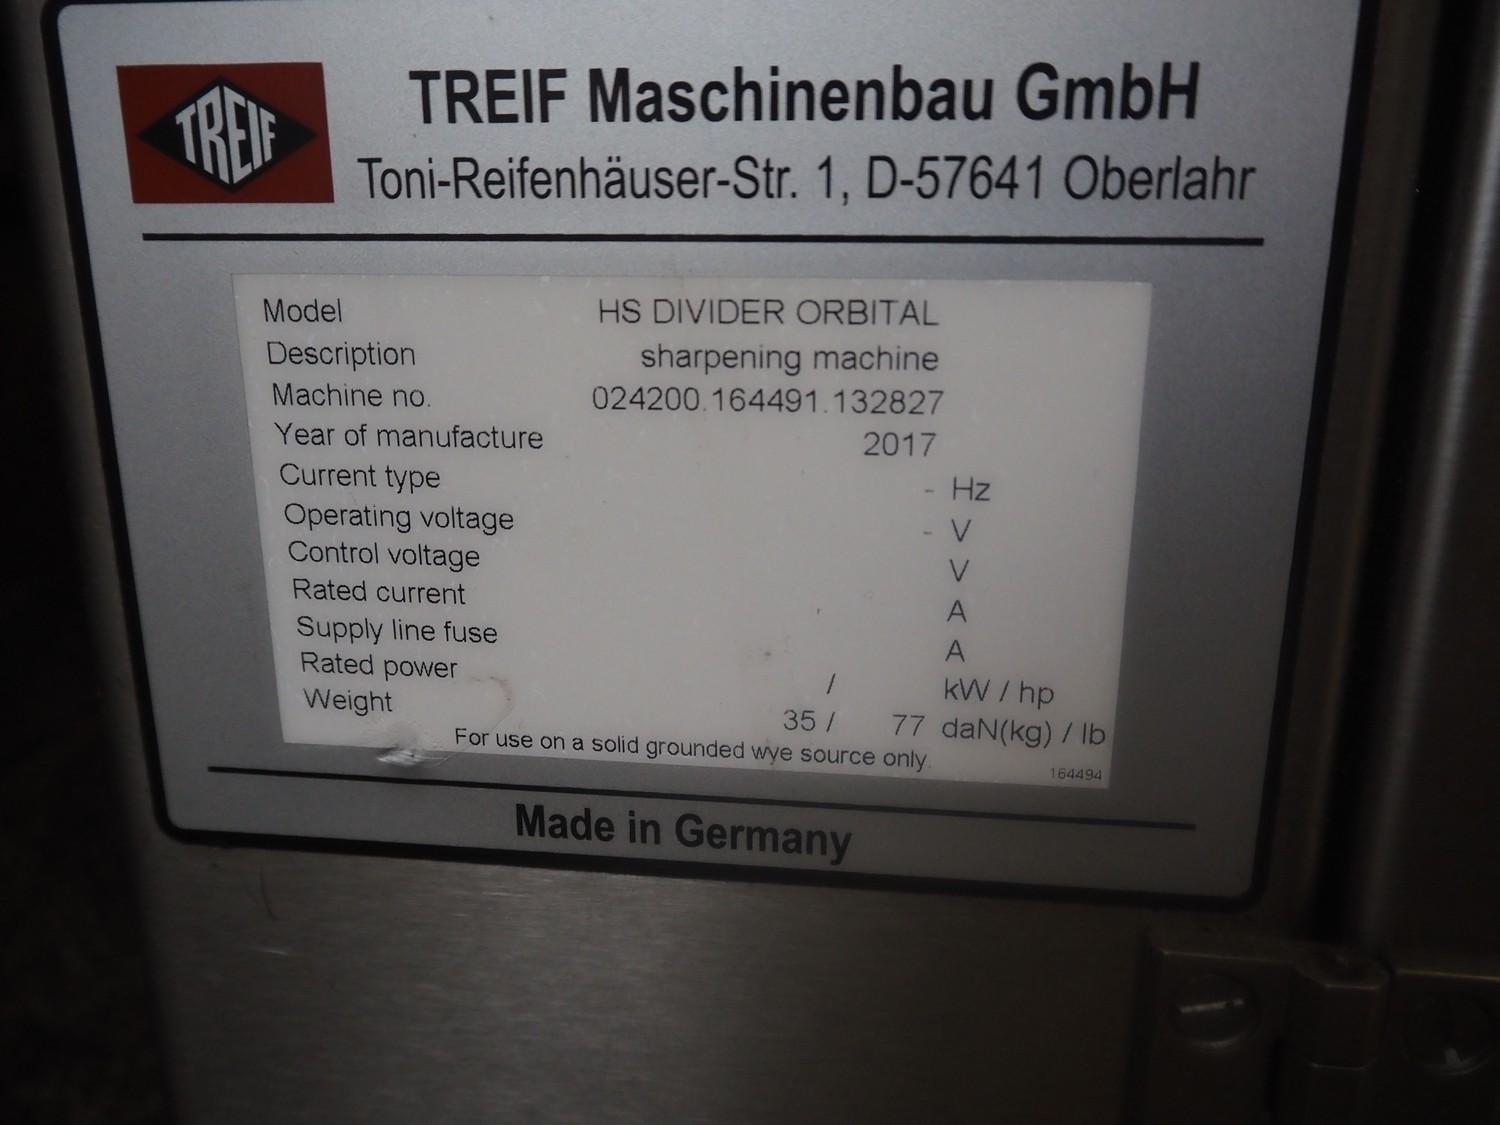 TREIF
TREIF Maschinenbau GmbH
Toni-Reifenhäuser-Str. 1, D-57641 Oberlahr
Model HS DIVIDER ORBITAL
Description sharpening machine
Machine no. 024200.164491.132827
Year of manufacture 2017
Current type - Hz
Operating voltage - V
Control voltage V
Rated current A
Supply line fuse A
Rated power / kW / hp
Weight 35 / 77 daN(kg) / lb
For use on a solid grounded wye source only.
164494
Made in Germany